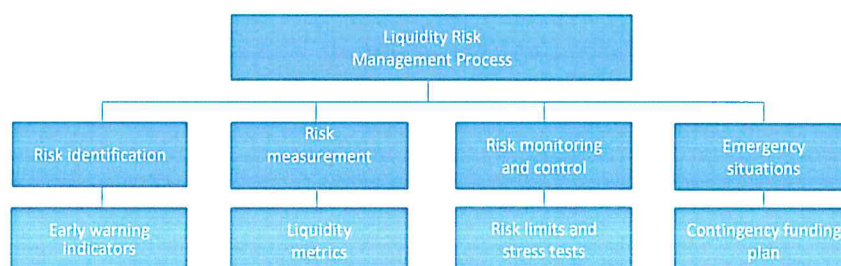 Liquidity Risk
Management Process
Risk identification
Risk
measurement
Risk monitoring
and control
Emergency
situations
Early warning
indicators
Liquidity
metrics
Risk limits and
stress tests
Contingency funding
plan